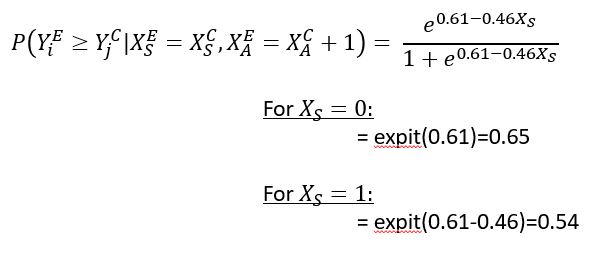 P(Y_i^E ≥ Y_j^C|X_S^E = X_S^C, X_A^E = X_A^C + 1) = e^{0.61−0.46X_S} / (1 + e^{0.61−0.46X_S})
For X_S = 0:
= expit(0.61)=0.65
For X_S = 1:
= expit(0.61-0.46)=0.54